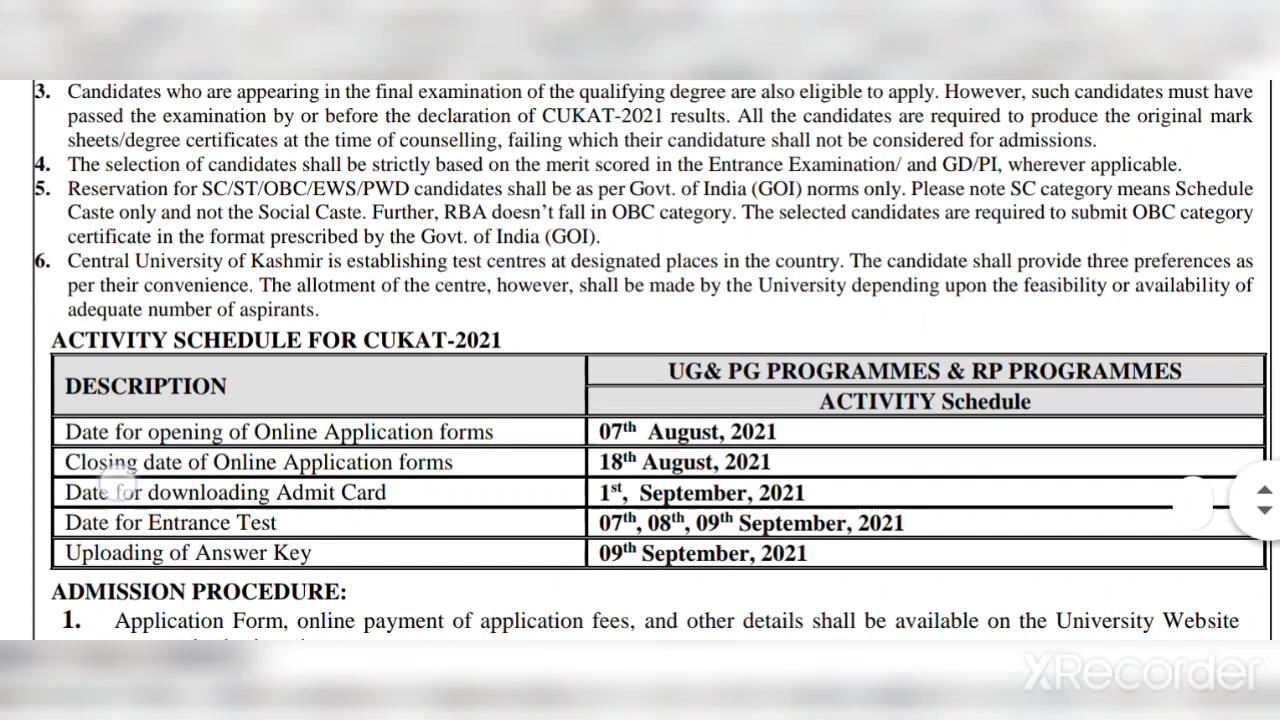 3. Candidates who are appearing in the final examination of the qualifying degree are also eligible to apply. However, such candidates must have
passed the examination by or before the declaration of CUKAT-2021 results. All the candidates are required to produce the original mark
sheets/degree certificates at the time of counselling, failing which their candidature shall not be considered for admissions.
4. The selection of candidates shall be strictly based on the merit scored in the Entrance Examination/ and GD/PI, wherever applicable.
5. Reservation for SC/ST/OBC/EWS/PWD candidates shall be as per Govt. of India (GOI) norms only. Please note SC category means Schedule
Caste only and not the Social Caste. Further, RBA doesn't fall in OBC category. The selected candidates are required to submit OBC category
certificate in the format prescribed by the Govt. of India (GOI).
6. Central University of Kashmir is establishing test centres at designated places in the country. The candidate shall provide three preferences as
per their convenience. The allotment of the centre, however, shall be made by the University depending upon the feasibility or availability of
adequate number of aspirants.
ACTIVITY SCHEDULE FOR CUKAT-2021
DESCRIPTION
UG& PG PROGRAMMES & RP PROGRAMMES
ACTIVITY Schedule
Date for opening of Online Application forms 07th August, 2021
Closing date of Online Application forms 18th August, 2021
Date for downloading Admit Card 1st, September, 2021
Date for Entrance Test 07th, 08th, 09th September, 2021
Uploading of Answer Key 09th September, 2021
ADMISSION PROCEDURE:
1. Application Form, online payment of application fees, and other details shall be available on the University Website
XRecorder